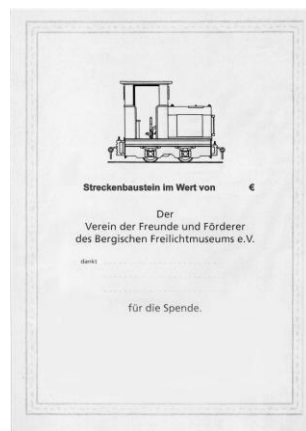 Streckenbaustein im Wert von €
Der
Verein der Freunde und Förderer
des Bergischen Freilichtmuseums e.V.
dankt
für die Spende.